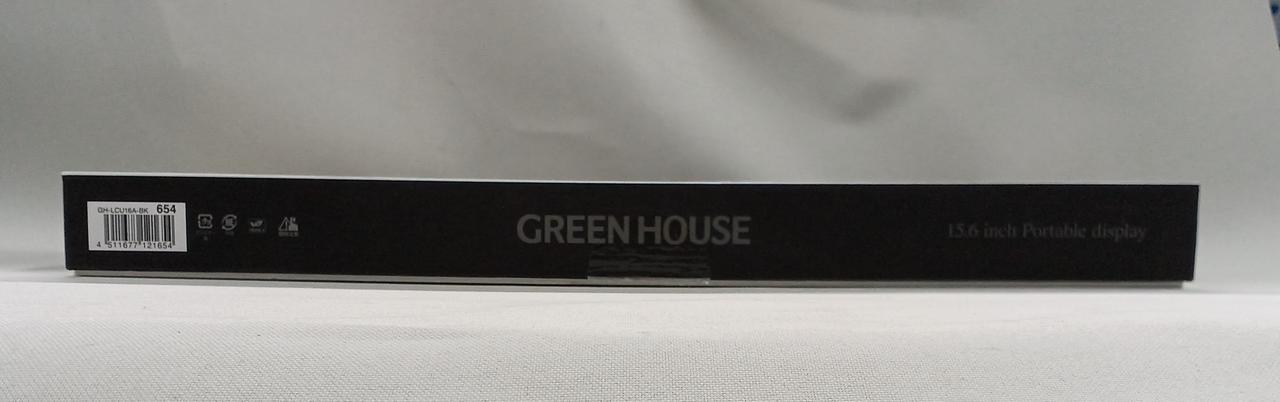 GH-LCU16A-BK 654
4 511677 121654
GREEN HOUSE
15.6 inch Portable display